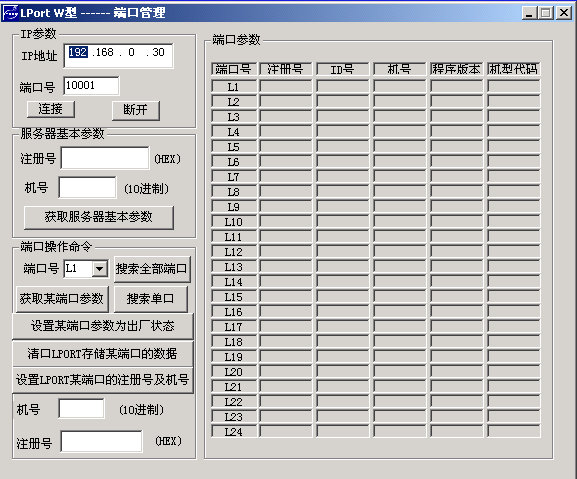 LPort W型 ------ 端口管理
IP参数
IP地址 192 .168 . 0 . 30
端口号 10001
连接 断开
服务器基本参数
注册号 (HEX)
机号 (10进制)
获取服务器基本参数
端口操作命令
端口号 L1 搜索全部端口
获取某端口参数 搜索单口
设置某端口参数为出厂状态
清口LPORT存储某端口的数据
设置LPORT某端口的注册号及机号
机号 (10进制)
注册号 (HEX)
端口参数
端口号 注册号 ID号 机号 程序版本 机型代码
L1
L2
L3
L4
L5
L6
L7
L8
L9
L10
L11
L12
L13
L14
L15
L16
L17
L18
L19
L20
L21
L22
L23
L24